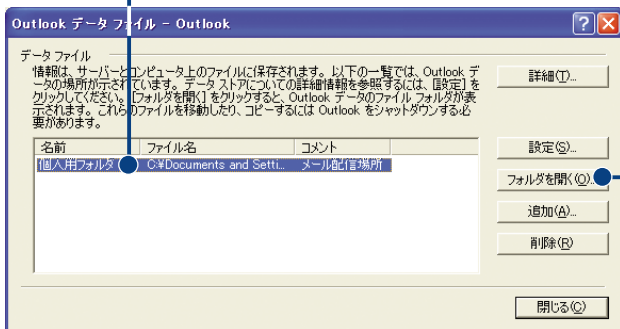 Outlook データ ファイル - Outlook
データ ファイル
情報は、サーバーとコンピュータ上のファイルに保存されます。以下の一覧では、Outlook デ
ータの場所が示されています。データ ストアについての詳細情報を参照するには、[設定] を
クリックしてください。[フォルダを開く] をクリックすると、Outlook データのファイル フォルダが表
示されます。これらのファイルを移動したり、コピーするには Outlook をシャットダウンする必
要があります。
詳細(T)...
名前 ファイル名 コメント
個人用フォルダ C:¥Documents and Setti... メール配信場所
設定(S)...
フォルダを開く(O)...
追加(A)...
削除(R)
閉じる(C)